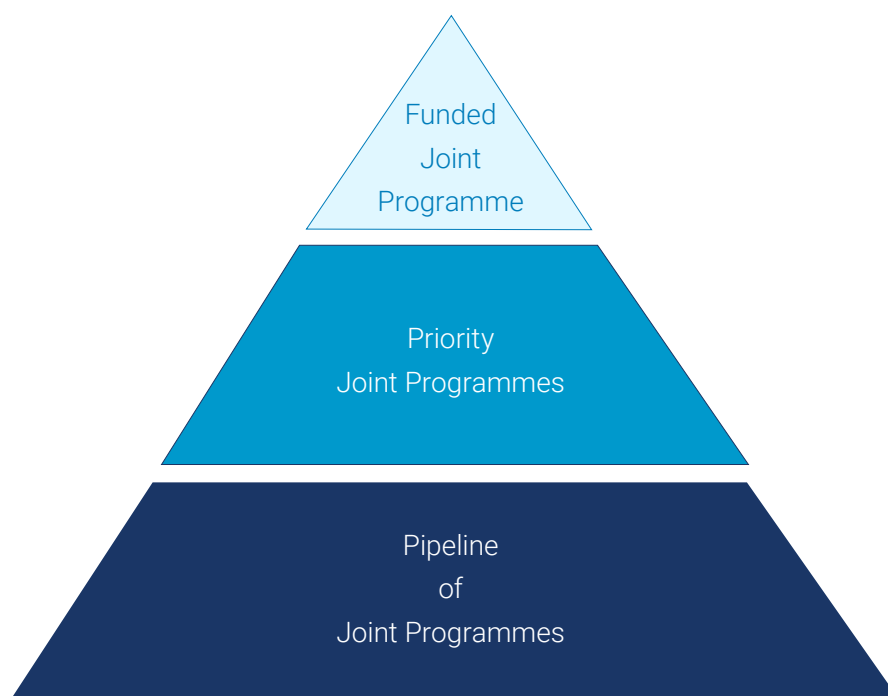 Funded
Joint
Programme
Priority
Joint Programmes
Pipeline
of
Joint Programmes